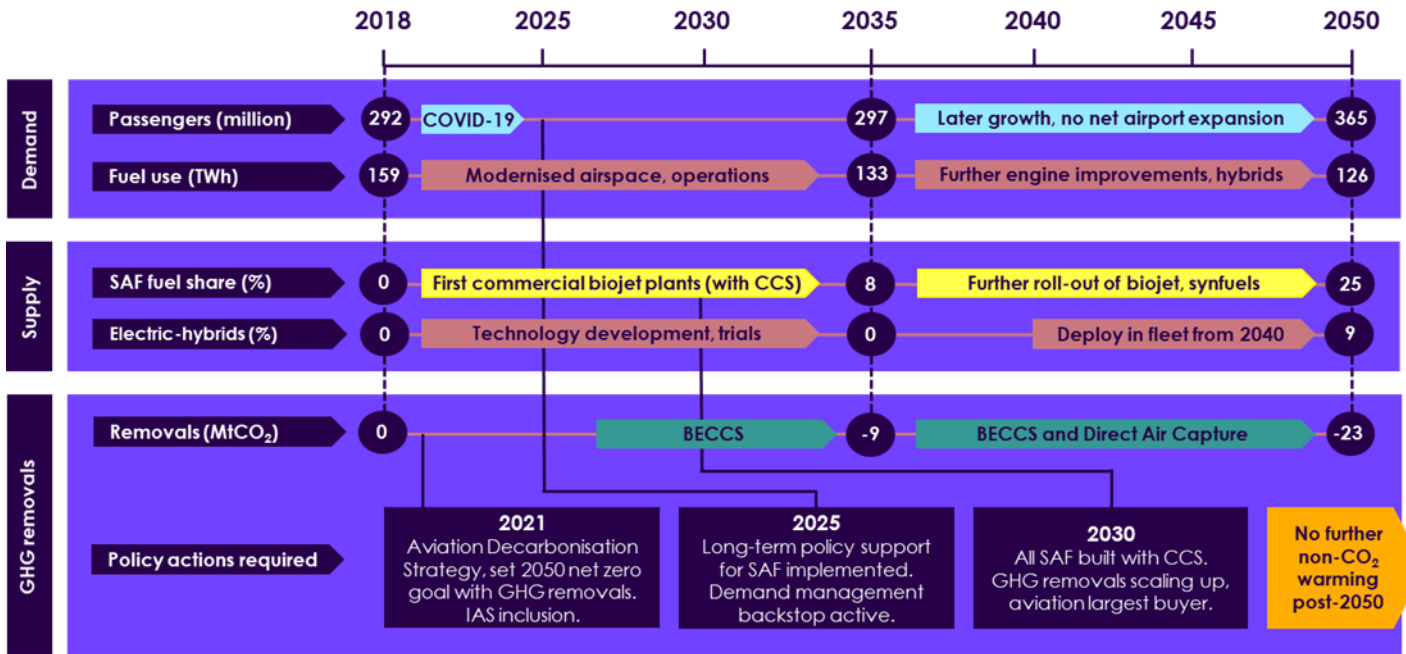 2018 2025 2030 2035 2040 2045 2050
Demand
Passengers (million) 292 COVID-19 297 Later growth, no net airport expansion 365
Fuel use (TWh) 159 Modernised airspace, operations 133 Further engine improvements, hybrids 126
Supply
SAF fuel share (%) 0 First commercial biojet plants (with CCS) 8 Further roll-out of biojet, synfuels 25
Electric-hybrids (%) 0 Technology development, trials 0 Deploy in fleet from 2040 9
GHG removals
Removals (MtCO₂) 0 BECCS -9 BECCS and Direct Air Capture -23
Policy actions required
2021
Aviation Decarbonisation
Strategy, set 2050 net zero
goal with GHG removals.
IAS inclusion.
2025
Long-term policy support
for SAF implemented.
Demand management
backstop active.
2030
All SAF built with CCS.
GHG removals scaling up,
aviation largest buyer.
No further
non-CO₂
warming
post-2050